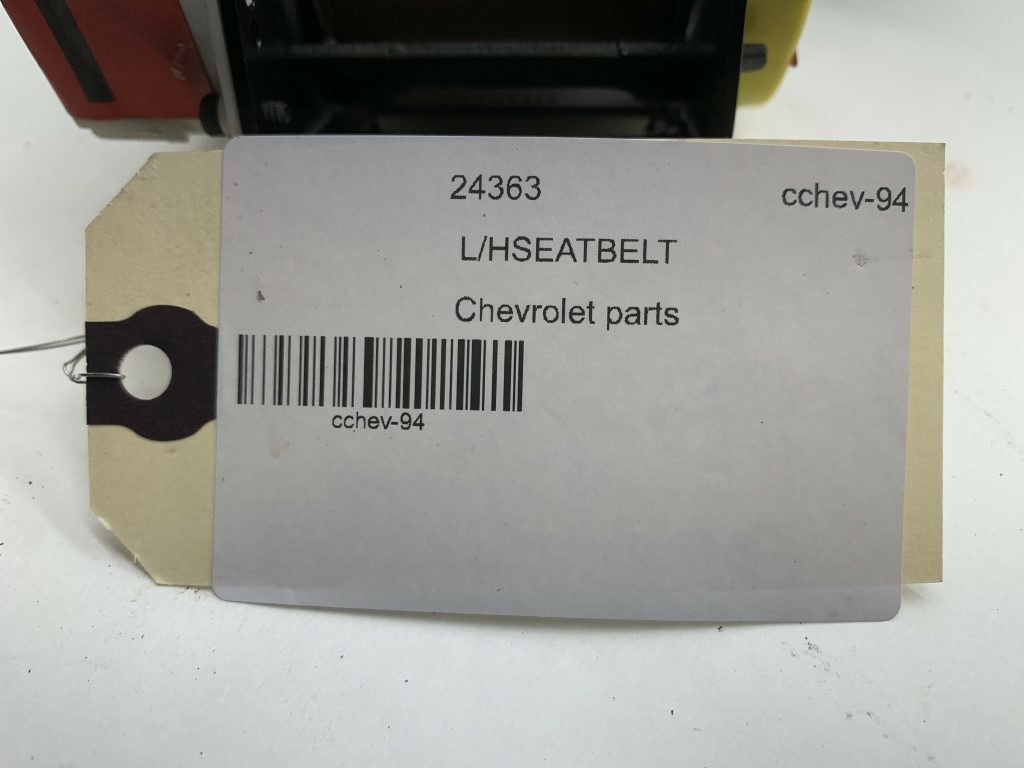 24363
cchev-94
L/HSEATBELT
Chevrolet parts
cchev-94